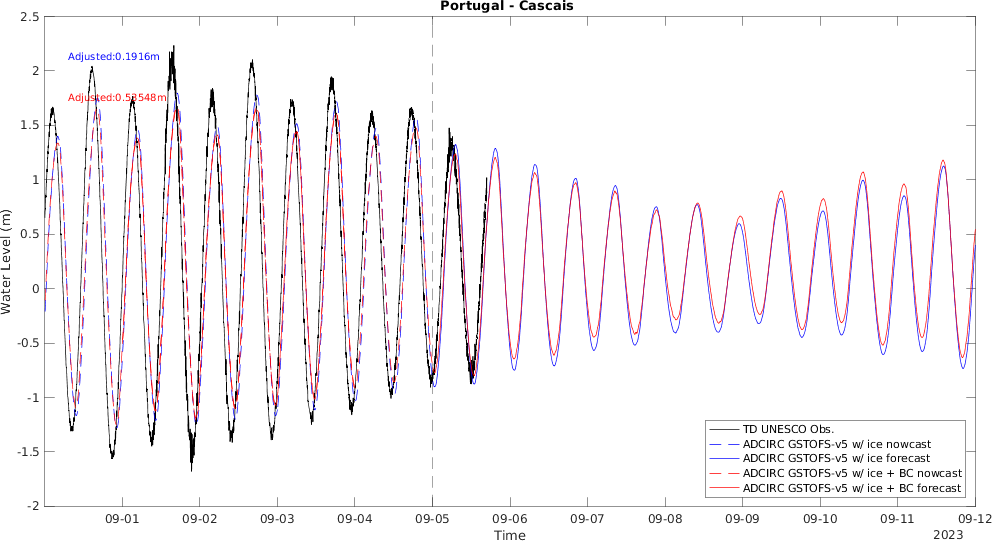 Portugal - Cascais
2.5
2
1.5
1
0.5
0
-0.5
-1
-1.5
-2
Water Level (m)
Adjusted:0.1916m
Adjusted:0.53548m
TD UNESCO Obs.
ADCIRC GSTOFS-v5 w/ ice nowcast
ADCIRC GSTOFS-v5 w/ ice forecast
ADCIRC GSTOFS-v5 w/ ice + BC nowcast
ADCIRC GSTOFS-v5 w/ ice + BC forecast
09-01 09-02 09-03 09-04 09-05 09-06 09-07 09-08 09-09 09-10 09-11 09-12
Time
2023